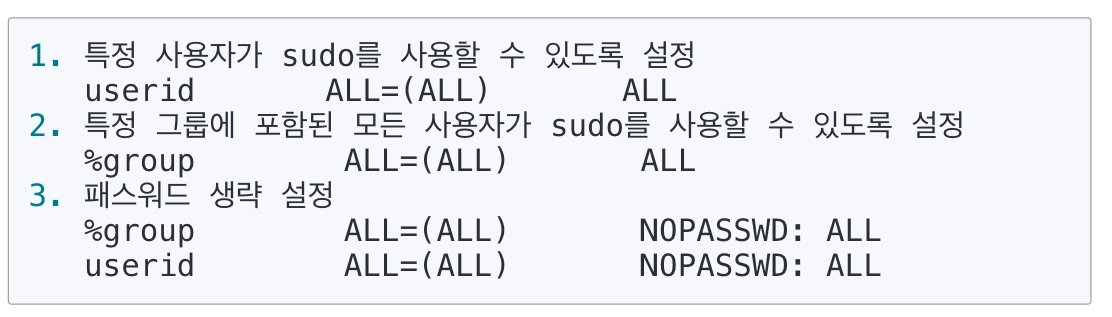 1. 특정 사용자가 sudo를 사용할 수 있도록 설정
userid ALL=(ALL) ALL
2. 특정 그룹에 포함된 모든 사용자가 sudo를 사용할 수 있도록 설정
%group ALL=(ALL) ALL
3. 패스워드 생략 설정
%group ALL=(ALL) NOPASSWD: ALL
userid ALL=(ALL) NOPASSWD: ALL